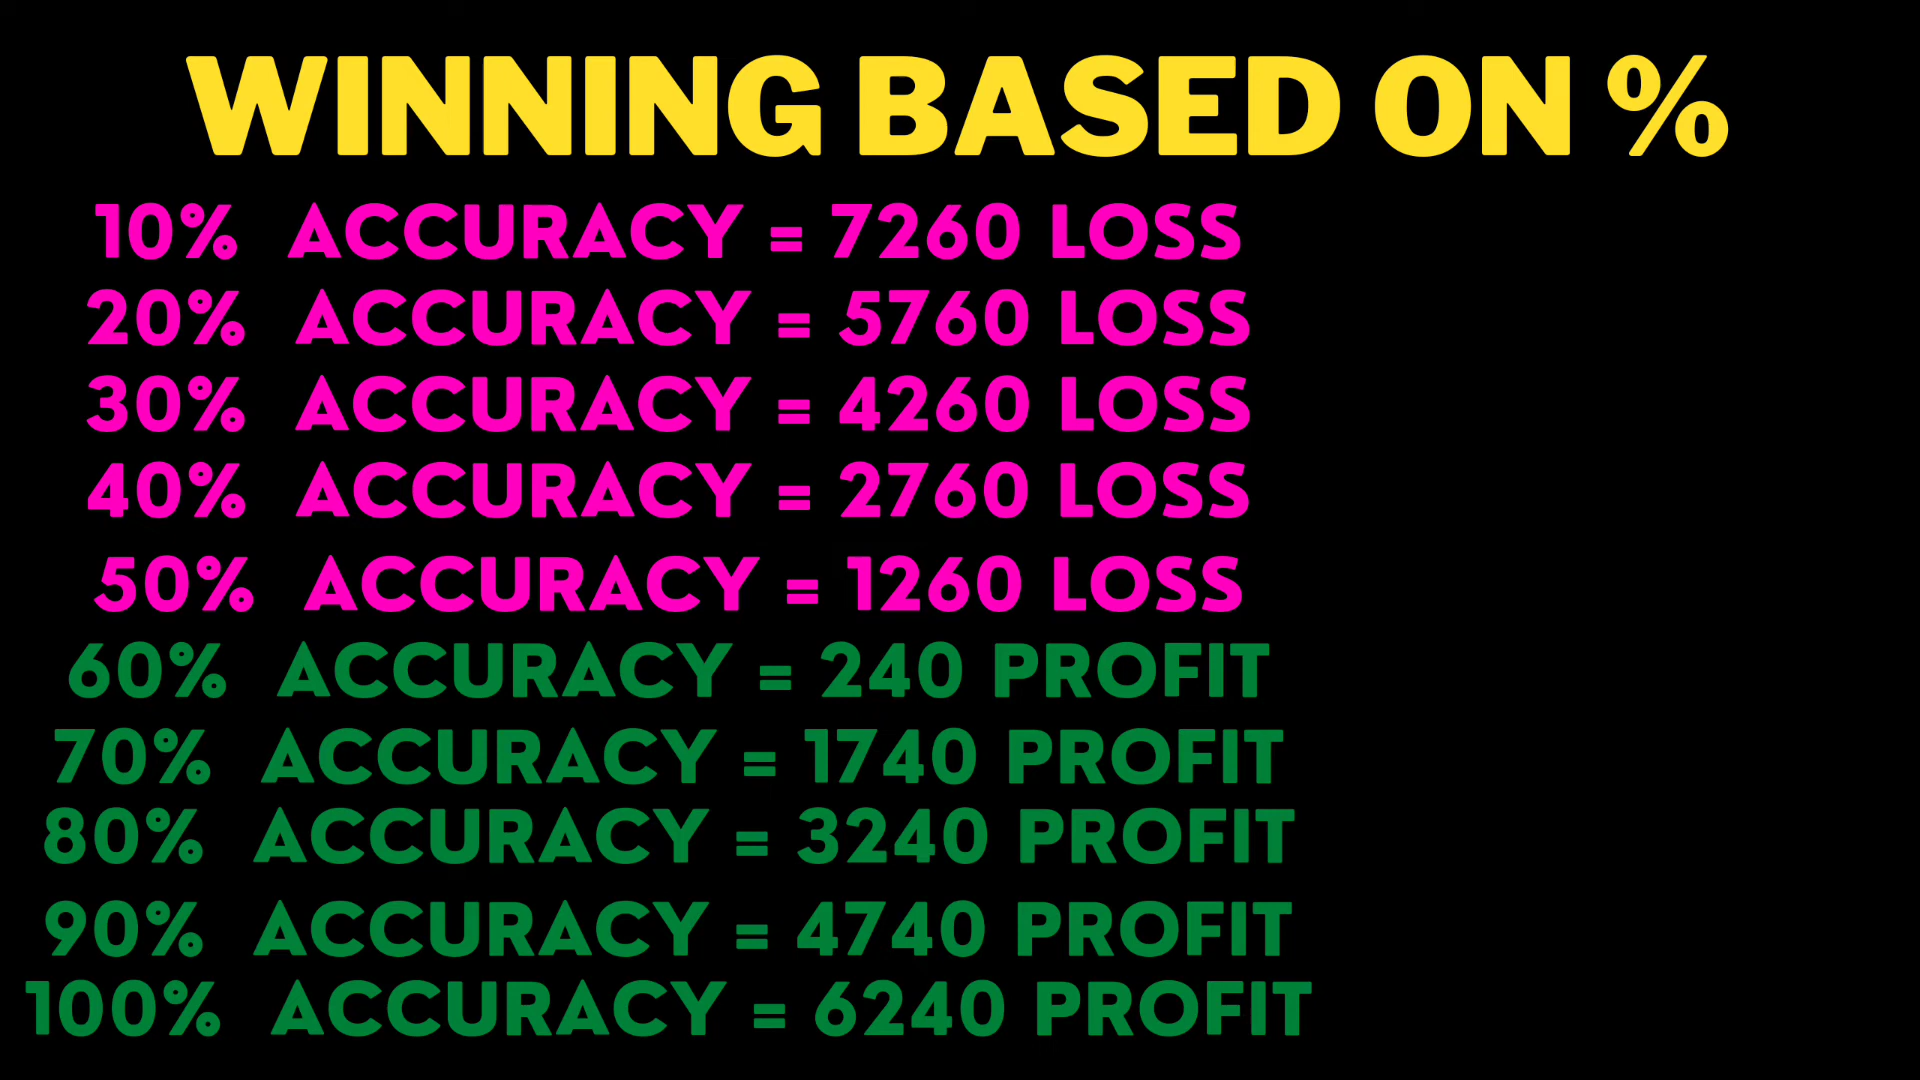 WINNING BASED ON %
10% ACCURACY = 7260 LOSS
20% ACCURACY = 5760 LOSS
30% ACCURACY = 4260 LOSS
40% ACCURACY = 2760 LOSS
50% ACCURACY = 1260 LOSS
60% ACCURACY = 240 PROFIT
70% ACCURACY = 1740 PROFIT
80% ACCURACY = 3240 PROFIT
90% ACCURACY = 4740 PROFIT
100% ACCURACY = 6240 PROFIT